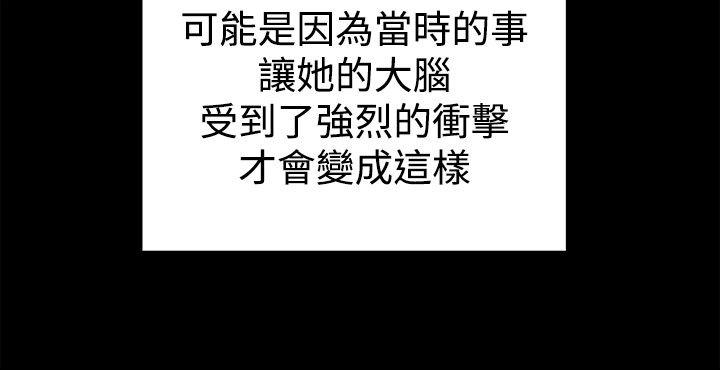 可能是因為當時的事
讓她的大腦
受到了強烈的衝擊
才會變成這樣